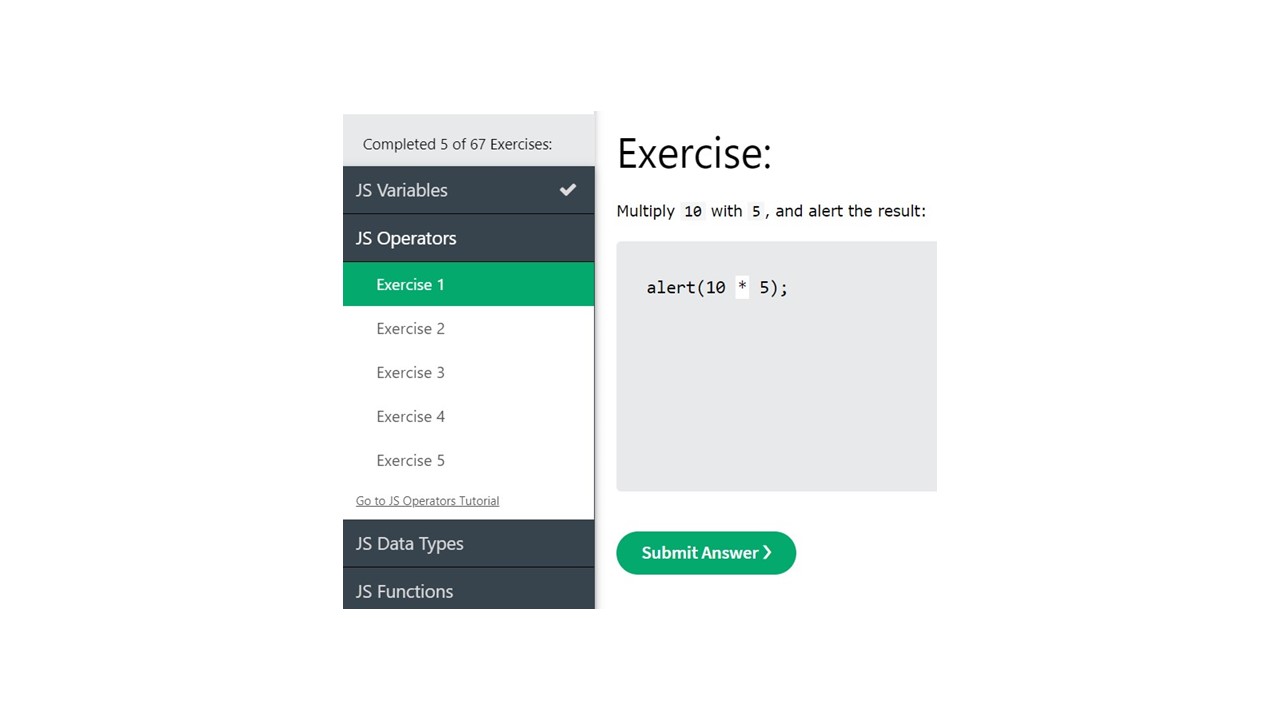 Completed 5 of 67 Exercises:
JS Variables
JS Operators
Exercise 1
Exercise 2
Exercise 3
Exercise 4
Exercise 5
Go to JS Operators Tutorial
JS Data Types
JS Functions
Exercise:
Multiply 10 with 5, and alert the result:
alert(10 * 5);
Submit Answer ❯